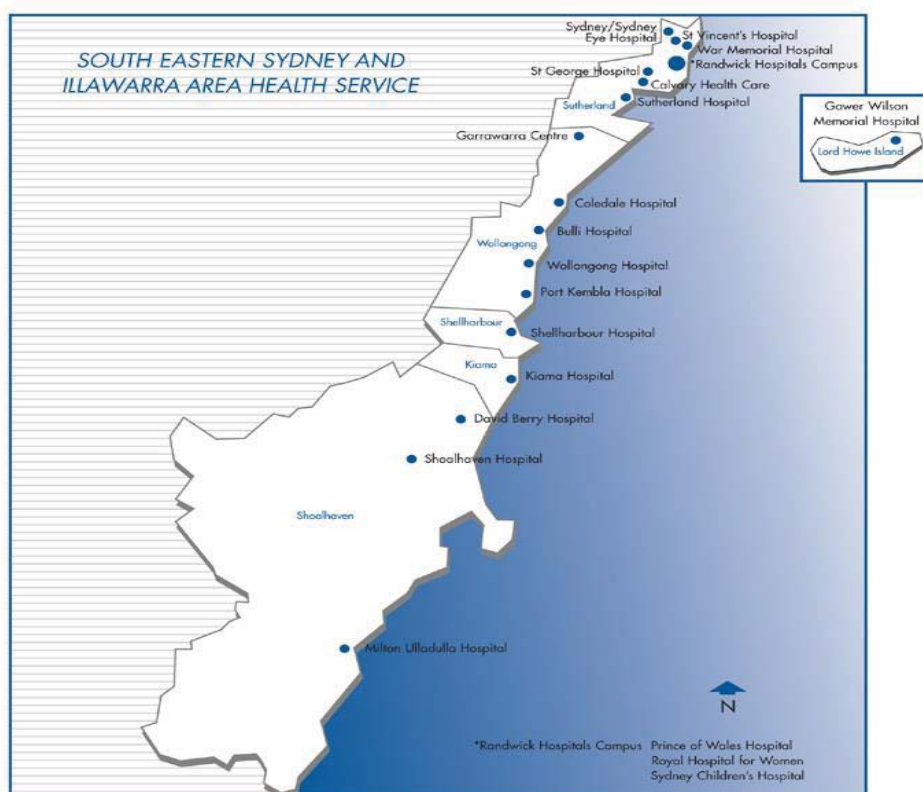 SOUTH EASTERN SYDNEY AND
ILLAWARRA AREA HEALTH SERVICE
Sydney/Sydney
Eye Hospital
St Vincent's Hospital
War Memorial Hospital
*Randwick Hospitals Campus
St George Hospital
Calvary Health Care
Sutherland
Sutherland Hospital
Gower Wilson
Memorial Hospital
Lord Howe Island
Garrawarra Centre
Coledale Hospital
Bulli Hospital
Wollongong
Wollongong Hospital
Port Kembla Hospital
Shellharbour
Shellharbour Hospital
Kiama
Kiama Hospital
David Berry Hospital
Shoalhaven Hospital
Shoalhaven
Milton Ulladulla Hospital
N
*Randwick Hospitals Campus Prince of Wales Hospital
Royal Hospital for Women
Sydney Children's Hospital